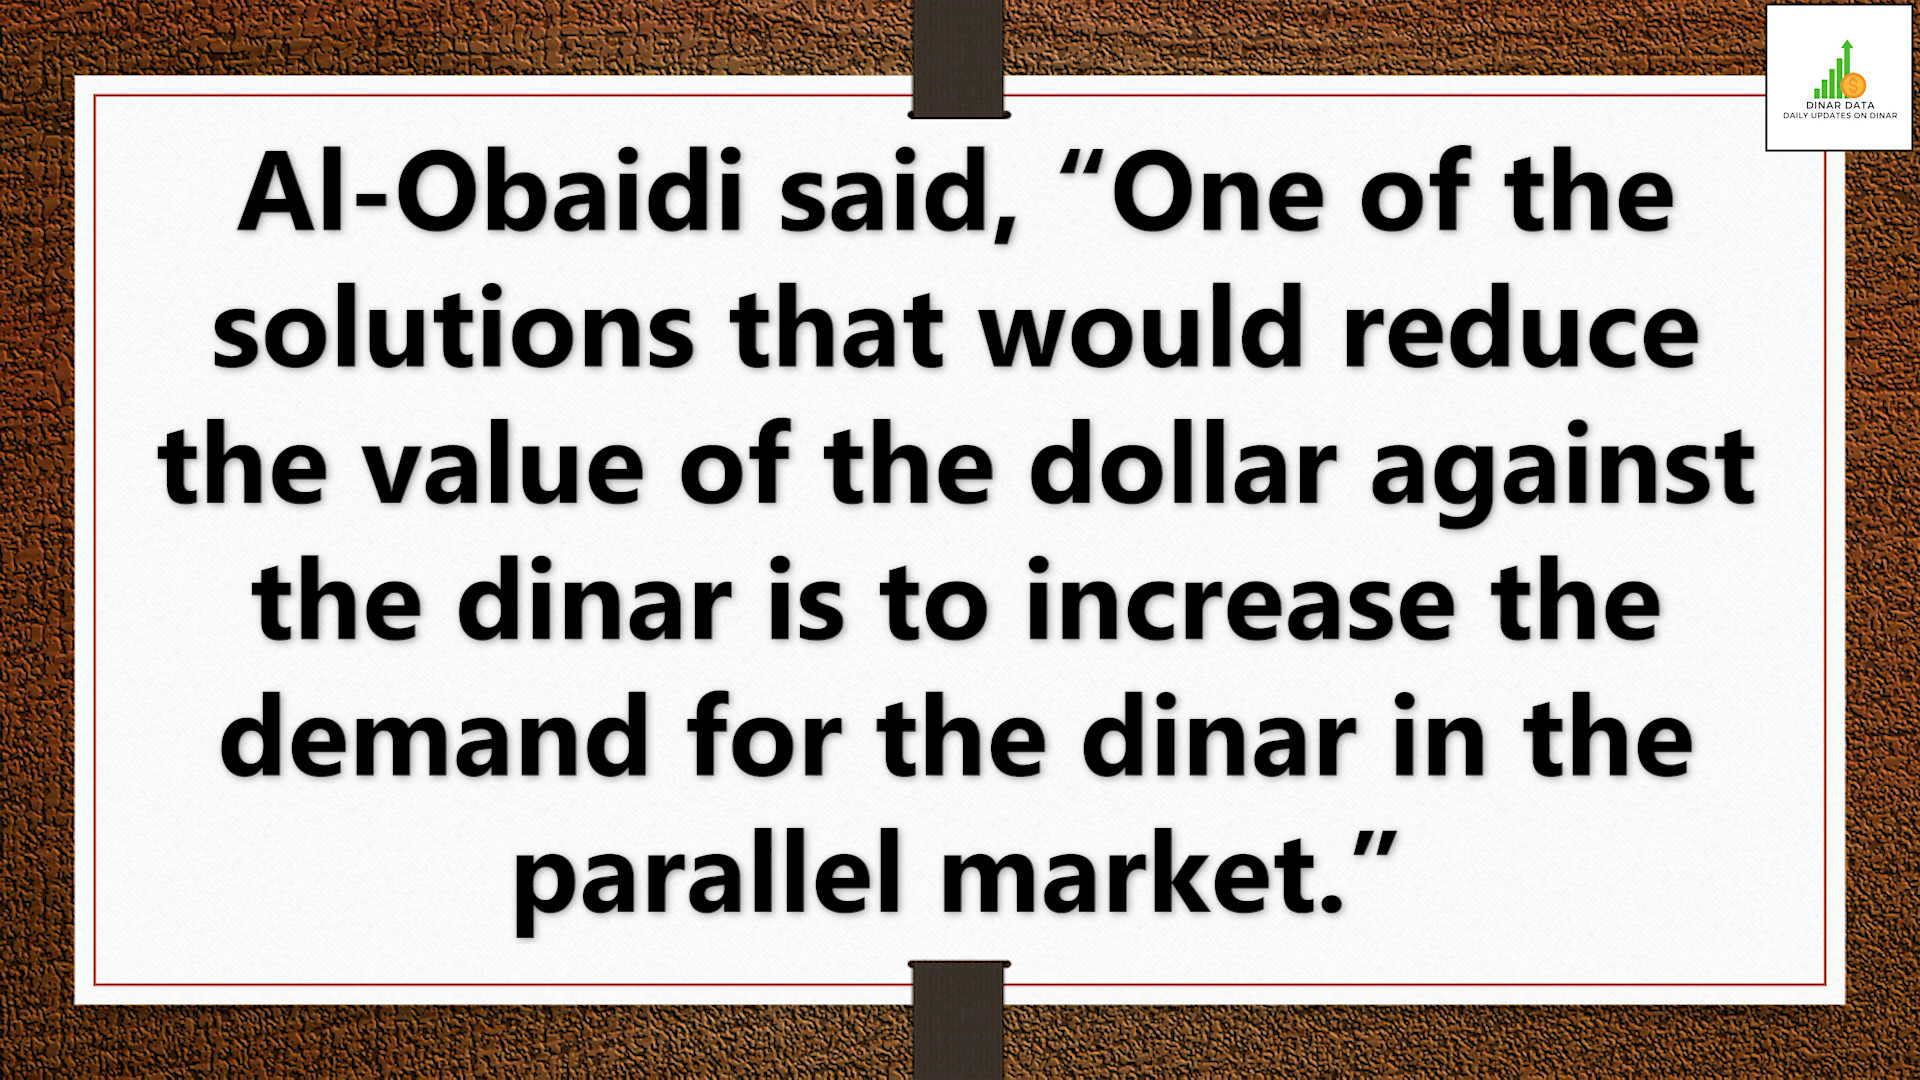 DINAR DATA
DAILY UPDATES ON DINAR
Al-Obaidi said, “One of the
solutions that would reduce
the value of the dollar against
the dinar is to increase the
demand for the dinar in the
parallel market.”